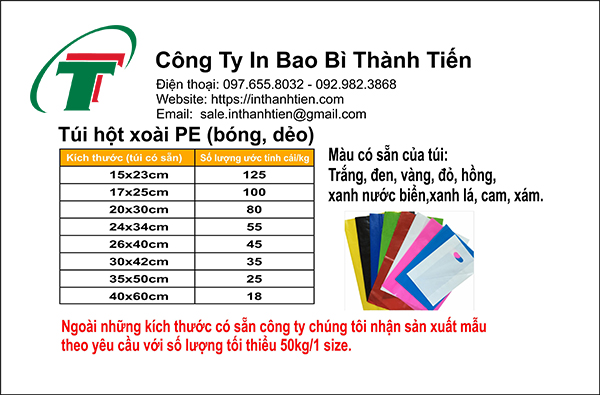 Công Ty In Bao Bì Thành Tiến
Điện thoại: 097.655.8032 - 092.982.3868
Website: https://inthanhtien.com
Email: sale.inthanhtien@gmail.com
Túi hột xoài PE (bóng, dẻo)
Kích thước (túi có sẵn) Số lượng ước tính cái/kg
15x23cm 125
17x25cm 100
20x30cm 80
24x34cm 55
26x40cm 45
30x42cm 35
35x50cm 25
40x60cm 18
Màu có sẵn của túi:
Trắng, đen, vàng, đỏ, hồng,
xanh nước biển,xanh lá, cam, xám.
Ngoài những kích thước có sẵn công ty chúng tôi nhận sản xuất mẫu
theo yêu cầu với số lượng tối thiểu 50kg/1 size.